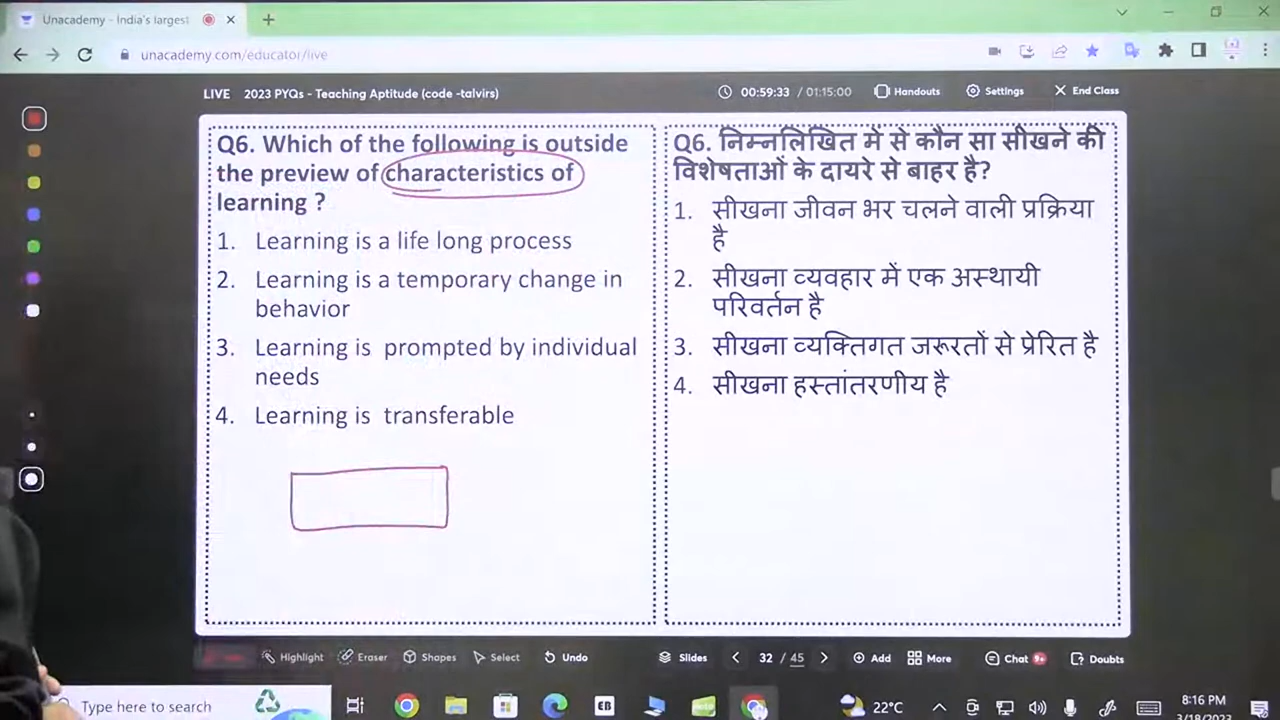 Unacademy - India's largest
unacademy.com/educator/live
LIVE 2023 PYQs - Teaching Aptitude (code -talvirs)
00:59:33 / 01:15:00
Handouts
Settings
End Class
Q6. Which of the following is outside
the preview of characteristics of
learning ?
1. Learning is a life long process
2. Learning is a temporary change in
behavior
3. Learning is prompted by individual
needs
4. Learning is transferable
Q6. निम्नलिखित में से कौन सा सीखने की
विशेषताओं के दायरे से बाहर है?
1. सीखना जीवन भर चलने वाली प्रक्रिया
है
2. सीखना व्यवहार में एक अस्थायी
परिवर्तन है
3. सीखना व्यक्तिगत जरूरतों से प्रेरित है
4. सीखना हस्तांतरणीय है
Highlight
Eraser
Shapes
Select
Undo
Slides
32 / 45
Add
More
Chat 9+
Doubts
Type here to search
EB
22°C
8:16 PM
3/18/2023